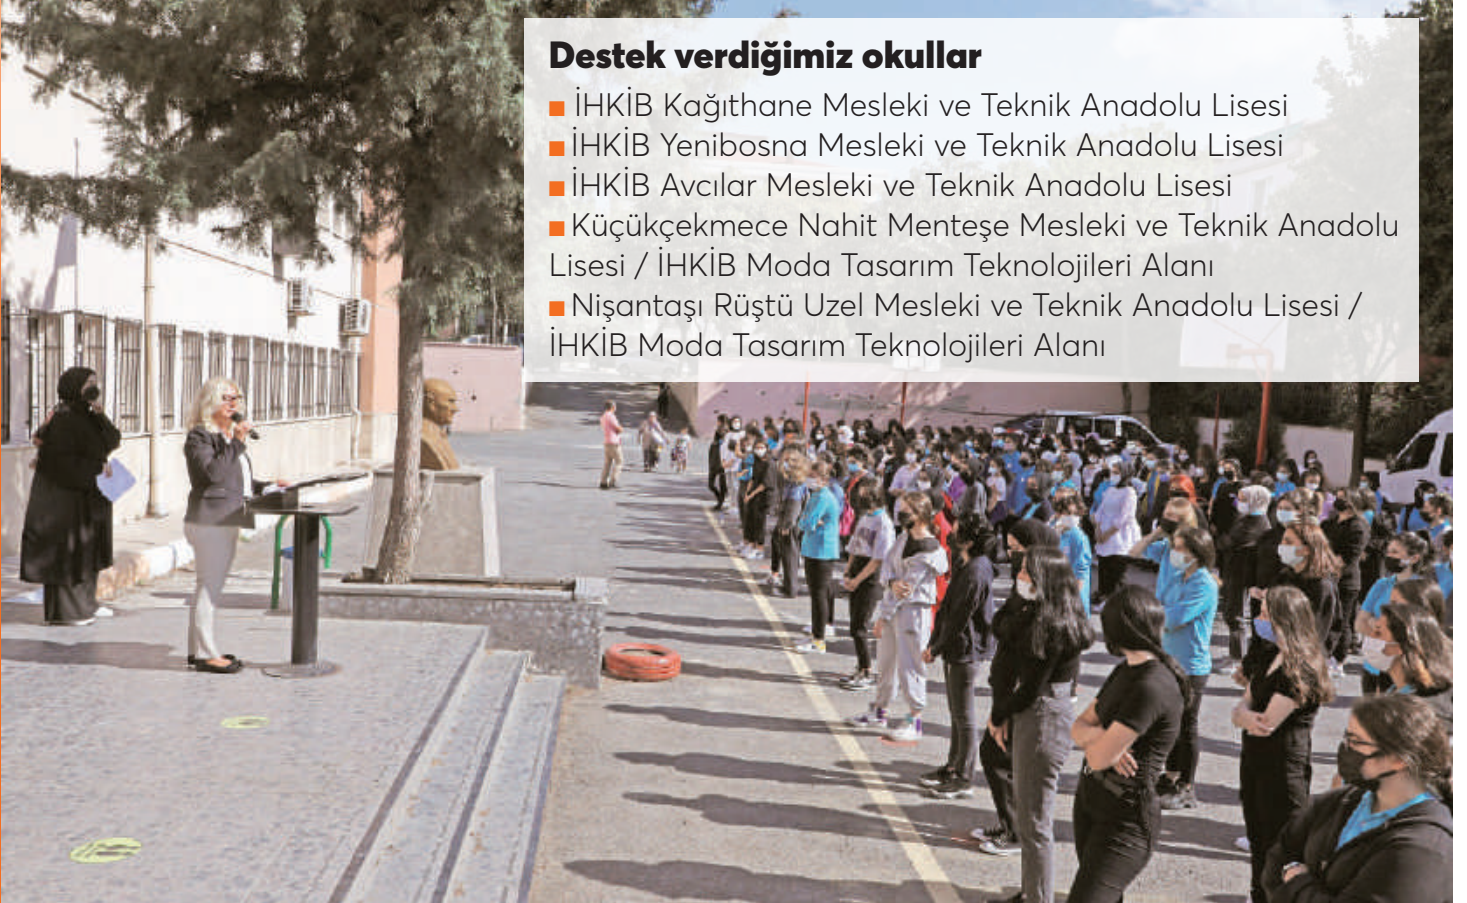 Destek verdiğimiz okullar
■ İHKİB Kağıthane Mesleki ve Teknik Anadolu Lisesi
■ İHKİB Yenibosna Mesleki ve Teknik Anadolu Lisesi
■ İHKİB Avcılar Mesleki ve Teknik Anadolu Lisesi
■ Küçükçekmece Nahit Menteşe Mesleki ve Teknik Anadolu
Lisesi / İHKİB Moda Tasarım Teknolojileri Alanı
■ Nişantaşı Rüştü Uzel Mesleki ve Teknik Anadolu Lisesi /
İHKİB Moda Tasarım Teknolojileri Alanı